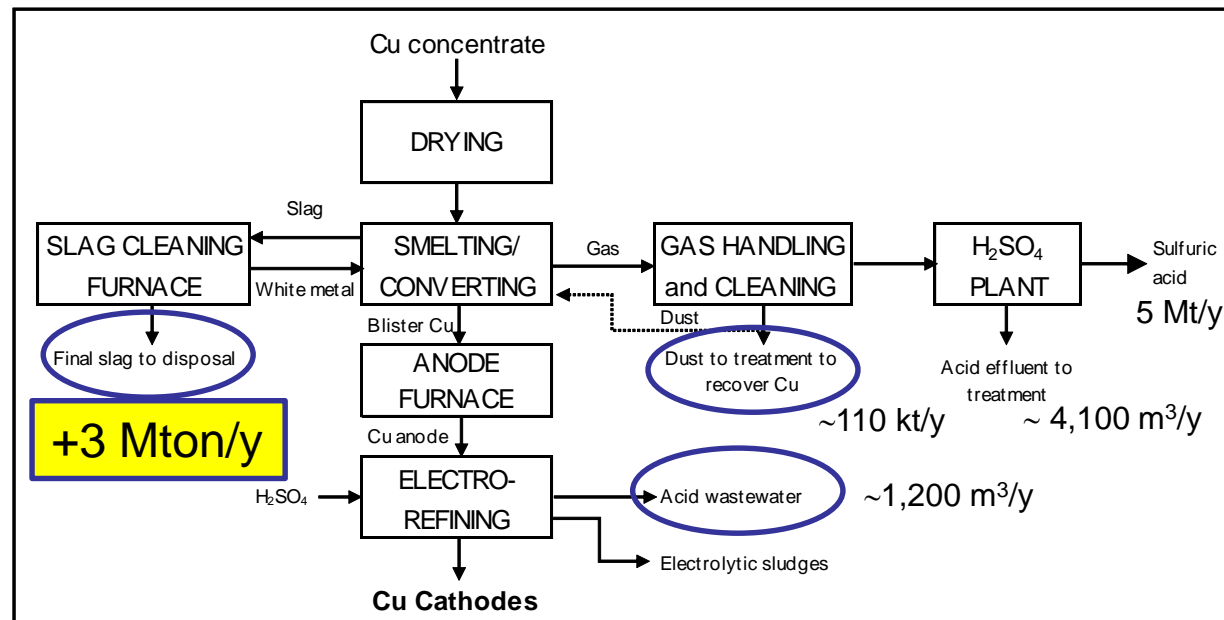 Cu concentrate
DRYING
Slag
SLAG CLEANING
FURNACE
White metal
SMELTING/
CONVERTING
Gas
GAS HANDLING
and CLEANING
H₂SO₄
PLANT
Sulfuric
acid
5 Mt/y
Dust
Blister Cu
Final slag to disposal
+3 Mton/y
ANODE
FURNACE
Dust to treatment to
recover Cu
~110 kt/y
Acid effluent to
treatment
~ 4,100 m³/y
Cu anode
H₂SO₄
ELECTRO-
REFINING
Acid wastewater
~1,200 m³/y
Electrolytic sludges
Cu Cathodes